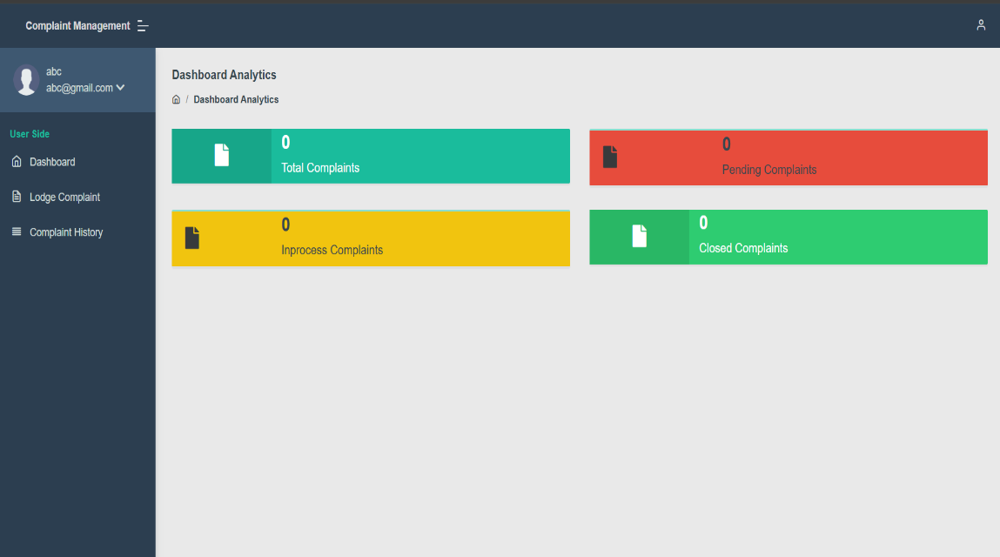 Complaint Management
abc
abc@gmail.com
User Side
Dashboard
Lodge Complaint
Complaint History
Dashboard Analytics
/ Dashboard Analytics
0
Total Complaints
0
Pending Complaints
0
Inprocess Complaints
0
Closed Complaints